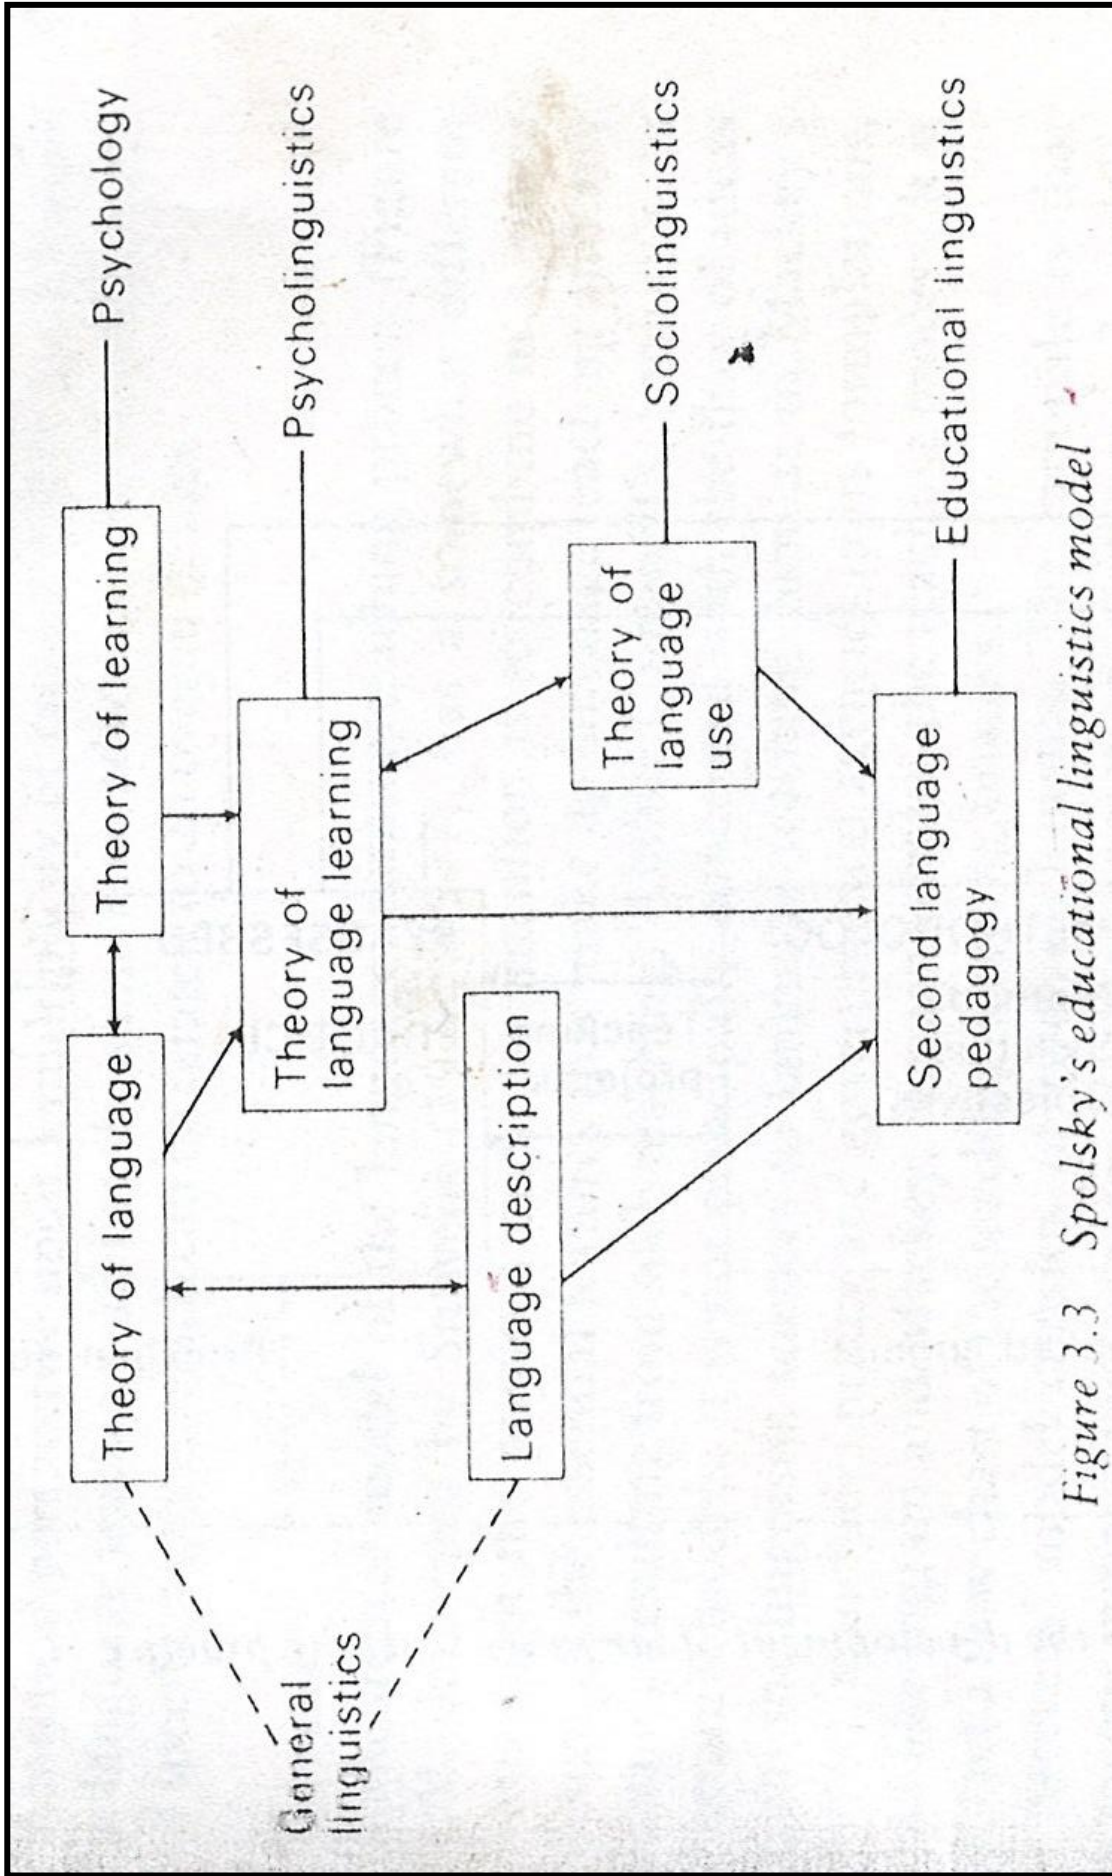 Theory of language
Theory of learning
Psychology
General
linguistics
Theory of
language learning
Psycholinguistics
Language description
Theory of
language
use
Sociolinguistics
Second language
pedagogy
Educational linguistics
Figure 3.3 Spolsky's educational linguistics model